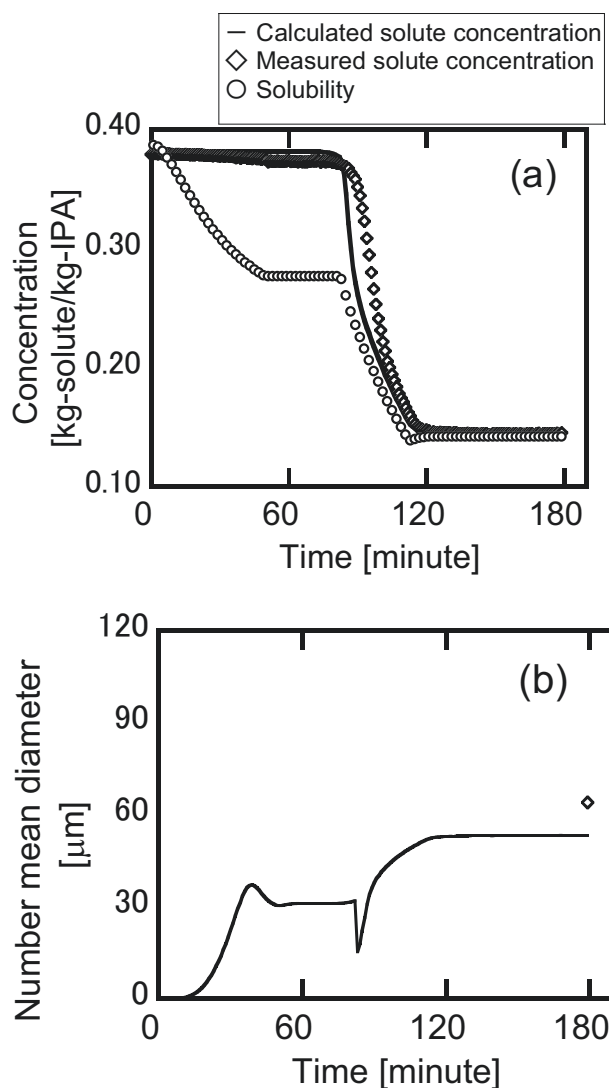 Calculated solute concentration
Measured solute concentration
Solubility
(a)
Concentration
[kg-solute/kg-IPA]
0.40
0.30
0.20
0.10
0 60 120 180
Time [minute]
(b)
Number mean diameter
[μm]
120
90
60
30
0
0 60 120 180
Time [minute]